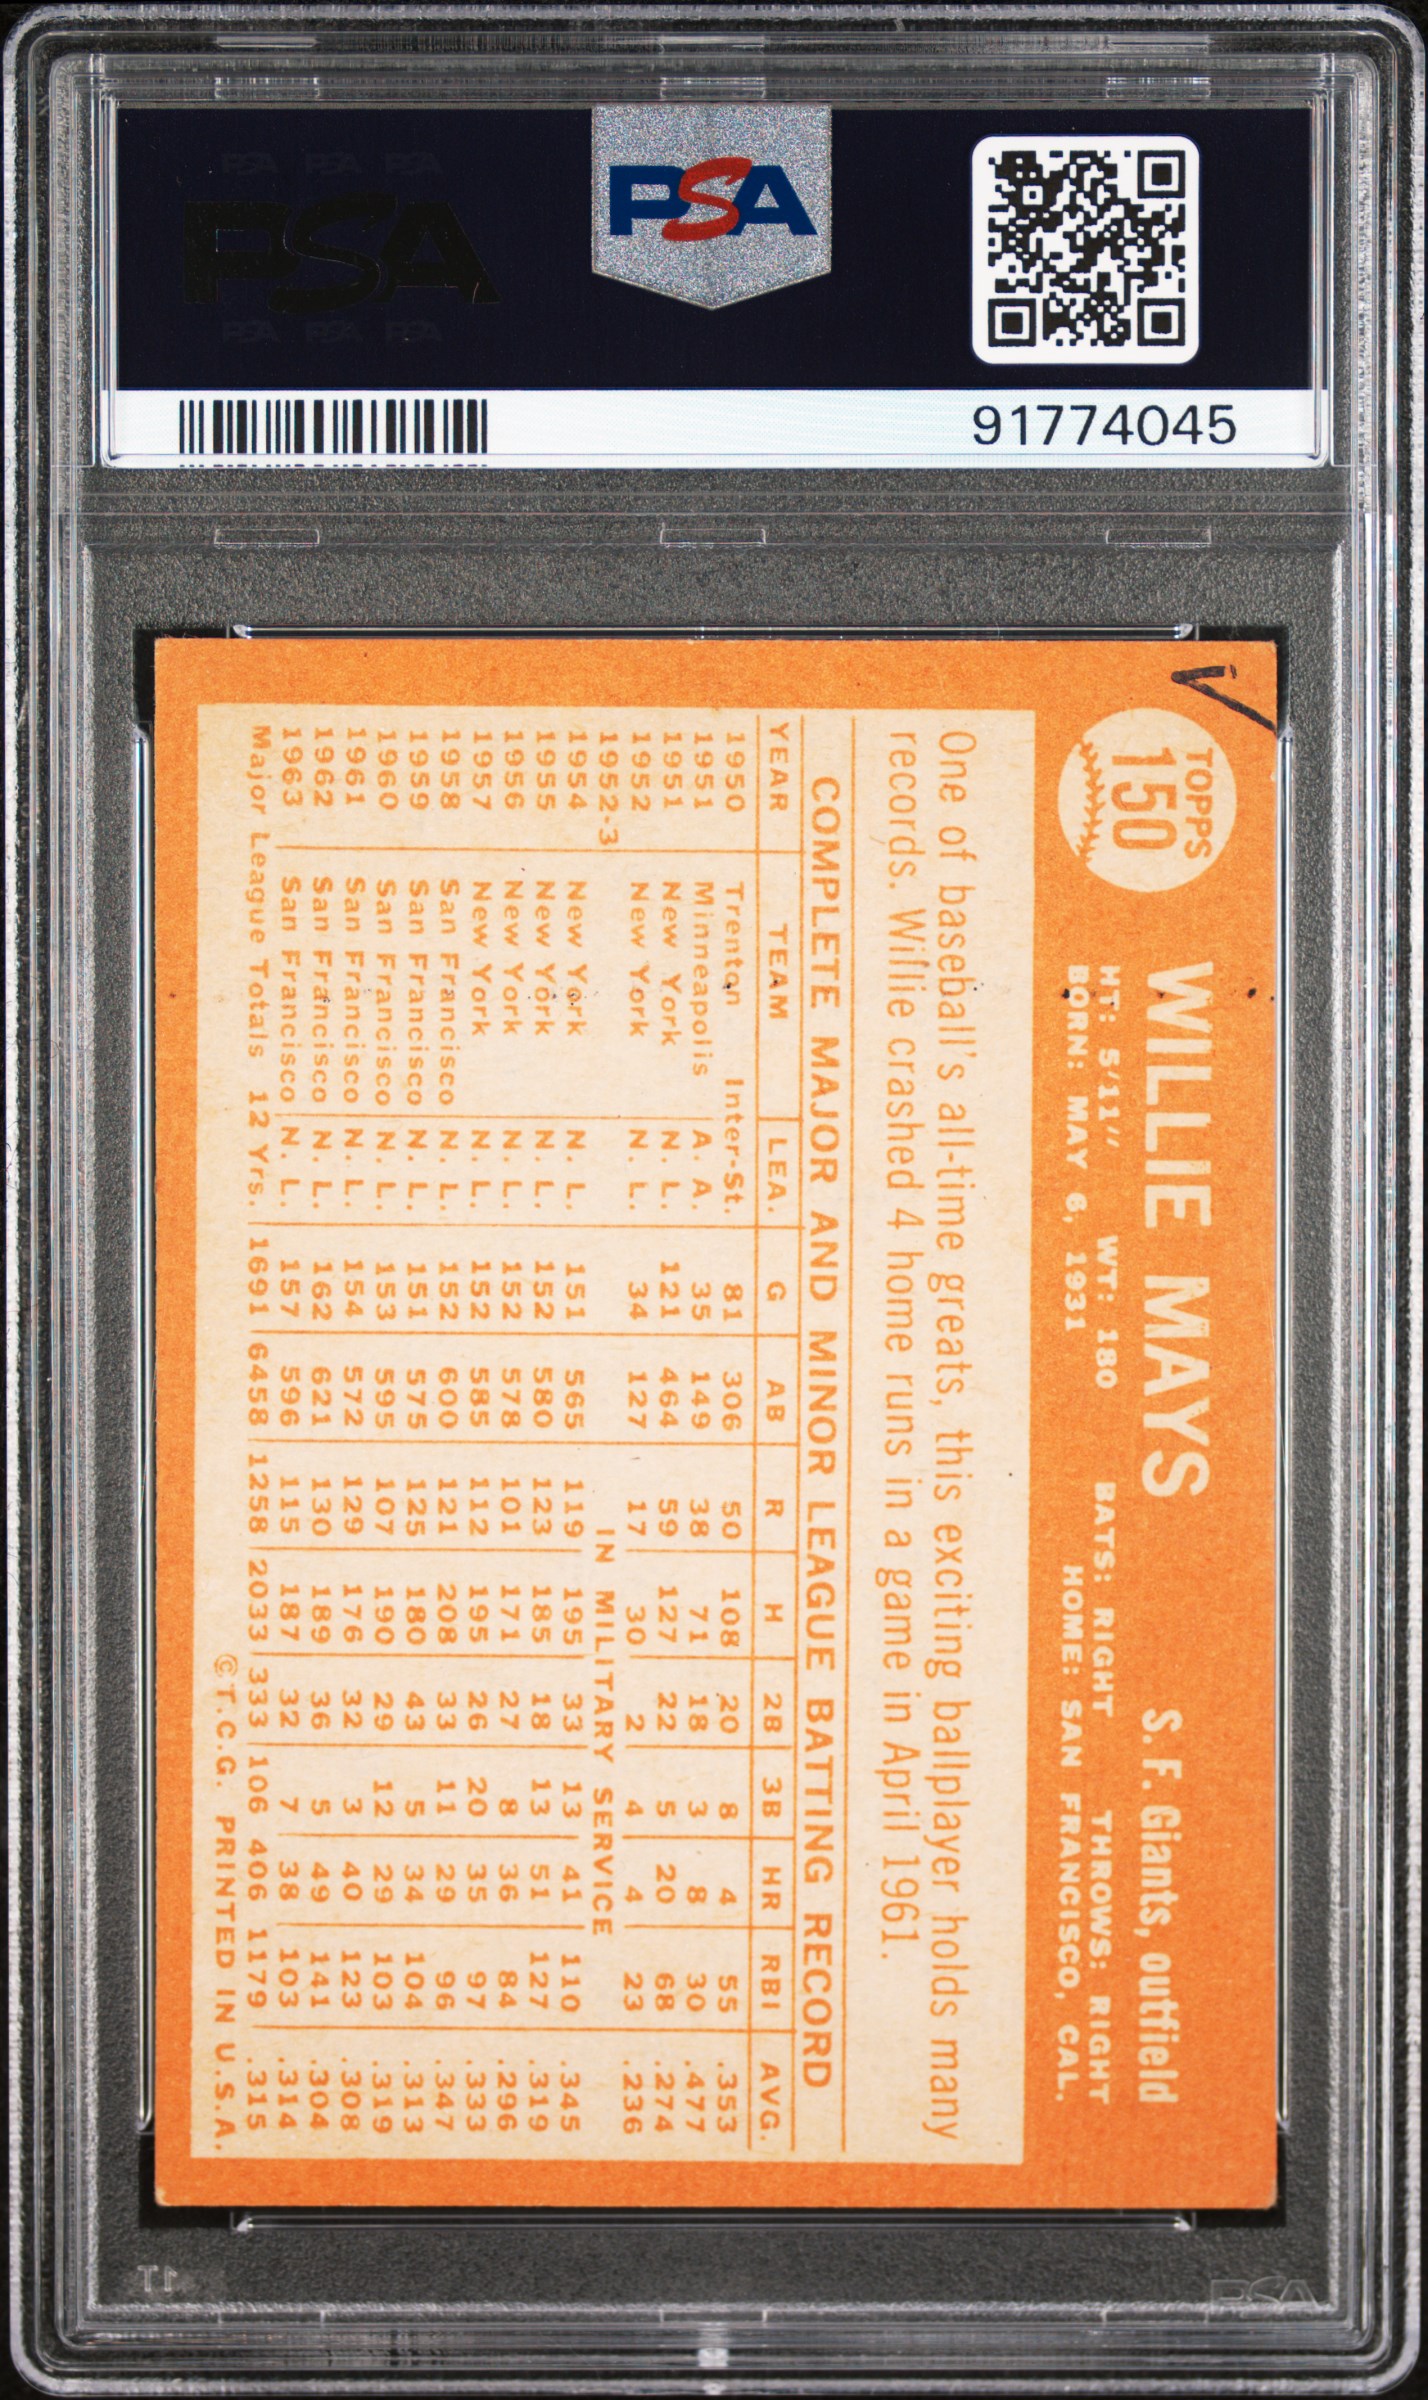 PSA PSA PSA
PSA
PSA PSA PSA
PSA
91774045
TOPPS
150
WILLIE MAYS
S. F. Giants, outfield
HT: 5'11" WT: 180 BATS: RIGHT THROWS: RIGHT
BORN: MAY 6, 1931 HOME: SAN FRANCISCO, CAL.
One of baseball's all-time greats, this exciting ballplayer holds many
records. Willie crashed 4 home runs in a game in April 1961.
COMPLETE MAJOR AND MINOR LEAGUE BATTING RECORD
YEAR TEAM LEA. G AB R H 2B 3B HR RBI AVG.
1950 Trenton Inter-St. 81 306 50 108 20 8 4 55 .353
1951 Minneapolis A. A. 35 149 38 71 18 3 8 30 .477
1951 New York N. L. 121 464 59 127 22 5 20 68 .274
1952 New York N. L. 34 127 17 30 2 4 4 23 .236
1952-3 IN MILITARY SERVICE
1954 New York N. L. 151 565 119 195 33 13 41 110 .345
1955 New York N. L. 152 580 123 185 18 13 51 127 .319
1956 New York N. L. 152 578 101 171 27 8 36 84 .296
1957 New York N. L. 152 585 112 195 26 20 35 97 .333
1958 San Francisco N. L. 152 600 121 208 33 11 29 96 .347
1959 San Francisco N. L. 151 575 125 180 43 5 34 104 .313
1960 San Francisco N. L. 153 595 107 190 29 12 29 103 .319
1961 San Francisco N. L. 154 572 129 176 32 3 40 123 .308
1962 San Francisco N. L. 162 621 130 189 36 5 49 141 .304
1963 San Francisco N. L. 157 596 115 187 32 7 38 103 .314
Major League Totals 12 Yrs. 1691 6458 1258 2033 333 106 406 1179 .315
©T.C.G. PRINTED IN U.S.A.
PSA